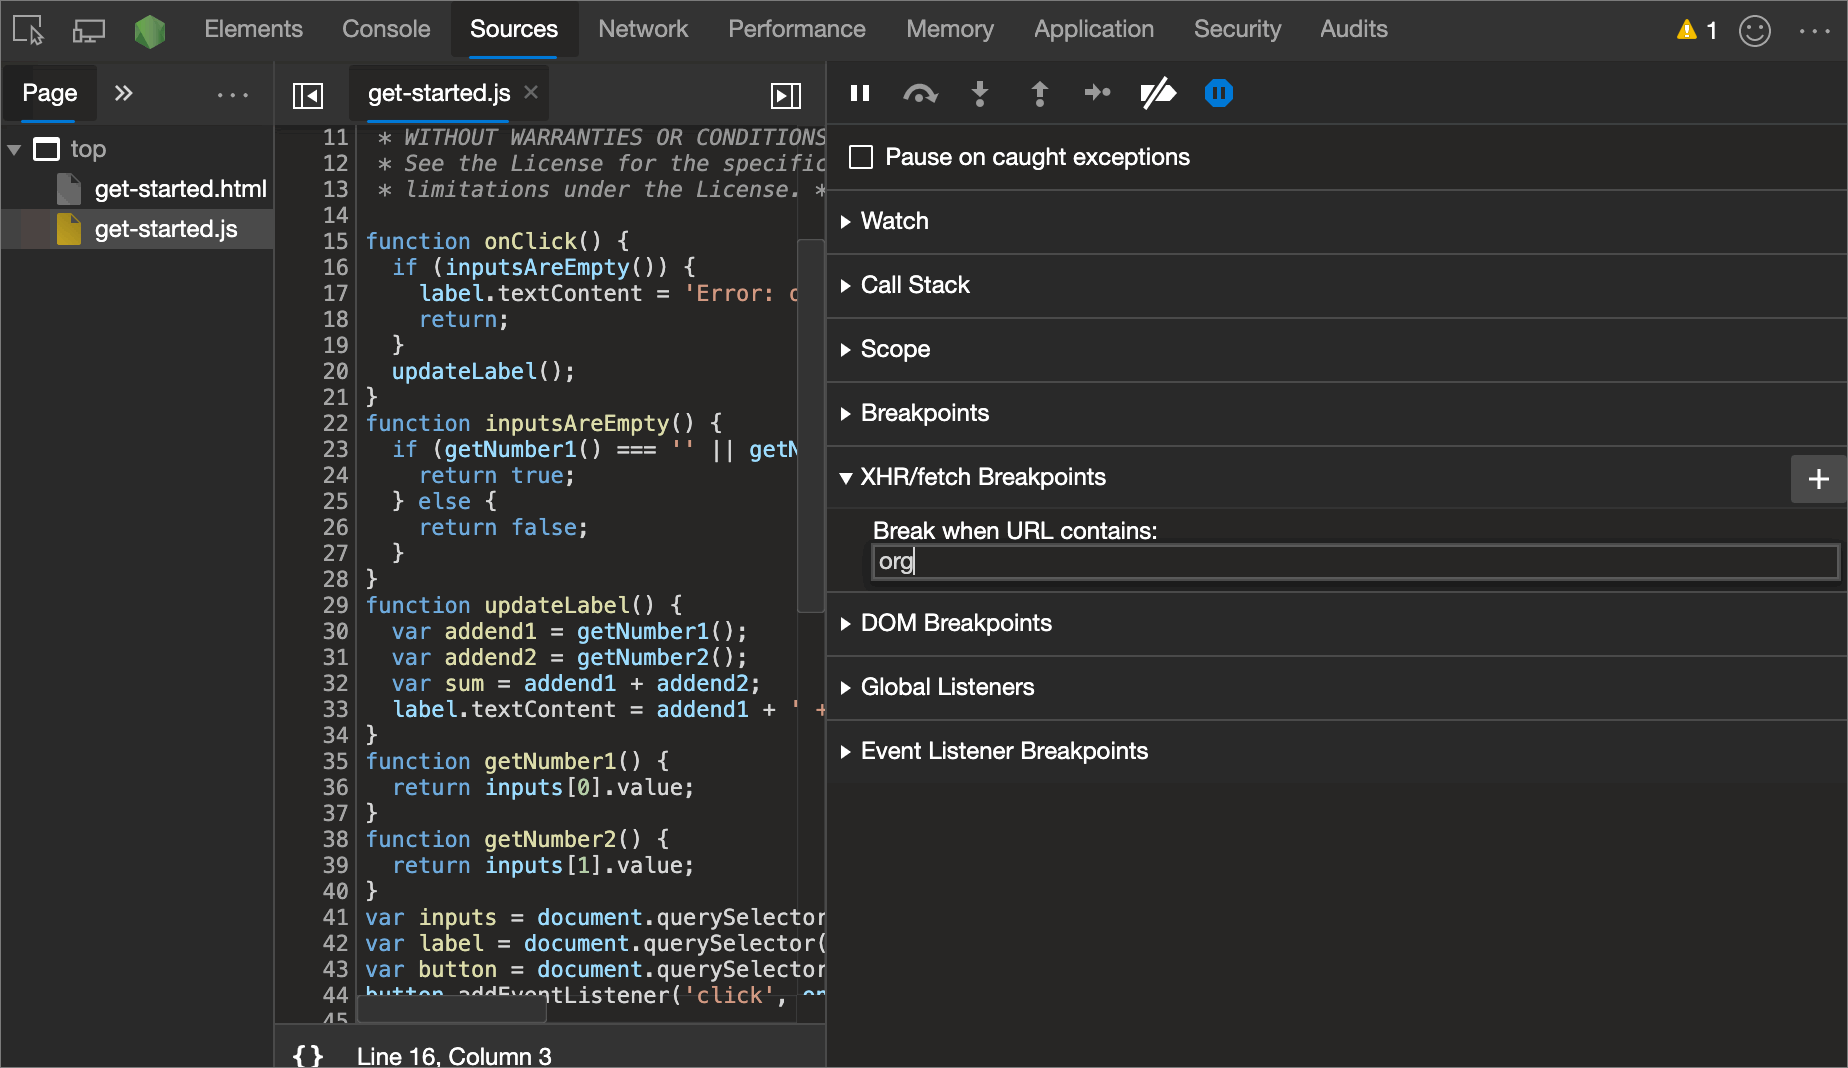 Elements Console Sources Network Performance Memory Application Security Audits 1
Page
get-started.js
top
get-started.html
get-started.js
11 * WITHOUT WARRANTIES OR CONDITIONS
12 * See the License for the specific
13 * limitations under the License. *
14
15 function onClick() {
16 if (inputsAreEmpty()) {
17 label.textContent = 'Error: o
18 return;
19 }
20 updateLabel();
21 }
22 function inputsAreEmpty() {
23 if (getNumber1() === '' || getN
24 return true;
25 } else {
26 return false;
27 }
28 }
29 function updateLabel() {
30 var addend1 = getNumber1();
31 var addend2 = getNumber2();
32 var sum = addend1 + addend2;
33 label.textContent = addend1 + ' +
34 }
35 function getNumber1() {
36 return inputs[0].value;
37 }
38 function getNumber2() {
39 return inputs[1].value;
40 }
41 var inputs = document.querySelector
42 var label = document.querySelector(
43 var button = document.querySelector
44 button.addEventListener('click', on
45
{} Line 16, Column 3
Pause on caught exceptions
Watch
Call Stack
Scope
Breakpoints
XHR/fetch Breakpoints +
Break when URL contains:
org
DOM Breakpoints
Global Listeners
Event Listener Breakpoints